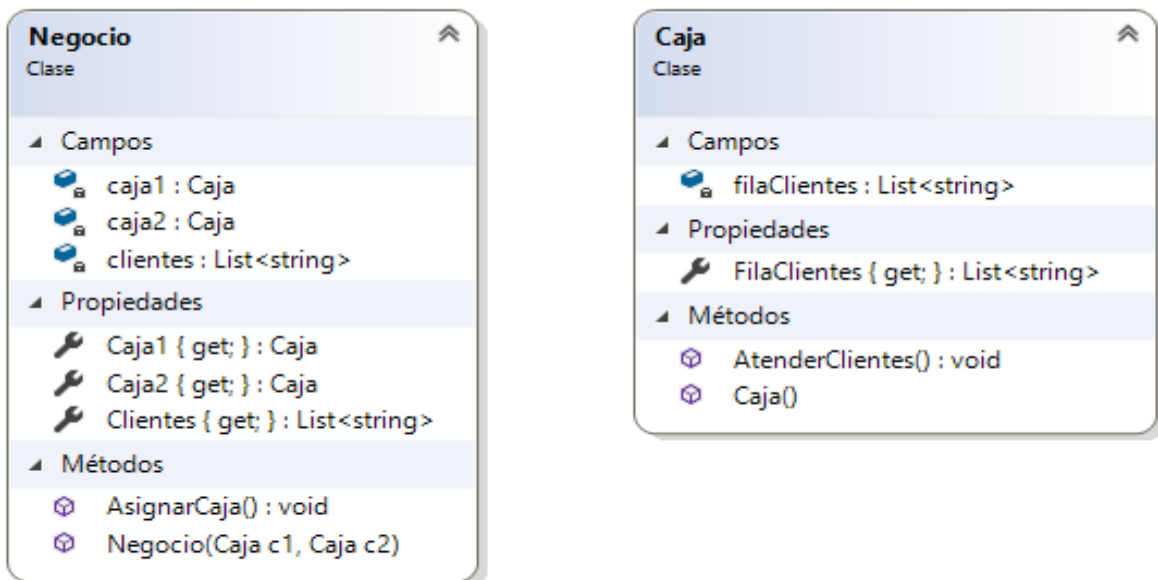 Negocio
Clase
Campos
caja1 : Caja
caja2 : Caja
clientes : List<string>
Propiedades
Caja1 { get; } : Caja
Caja2 { get; } : Caja
Clientes { get; } : List<string>
Métodos
AsignarCaja() : void
Negocio(Caja c1, Caja c2)
Caja
Clase
Campos
filaClientes : List<string>
Propiedades
FilaClientes { get; } : List<string>
Métodos
AtenderClientes() : void
Caja()